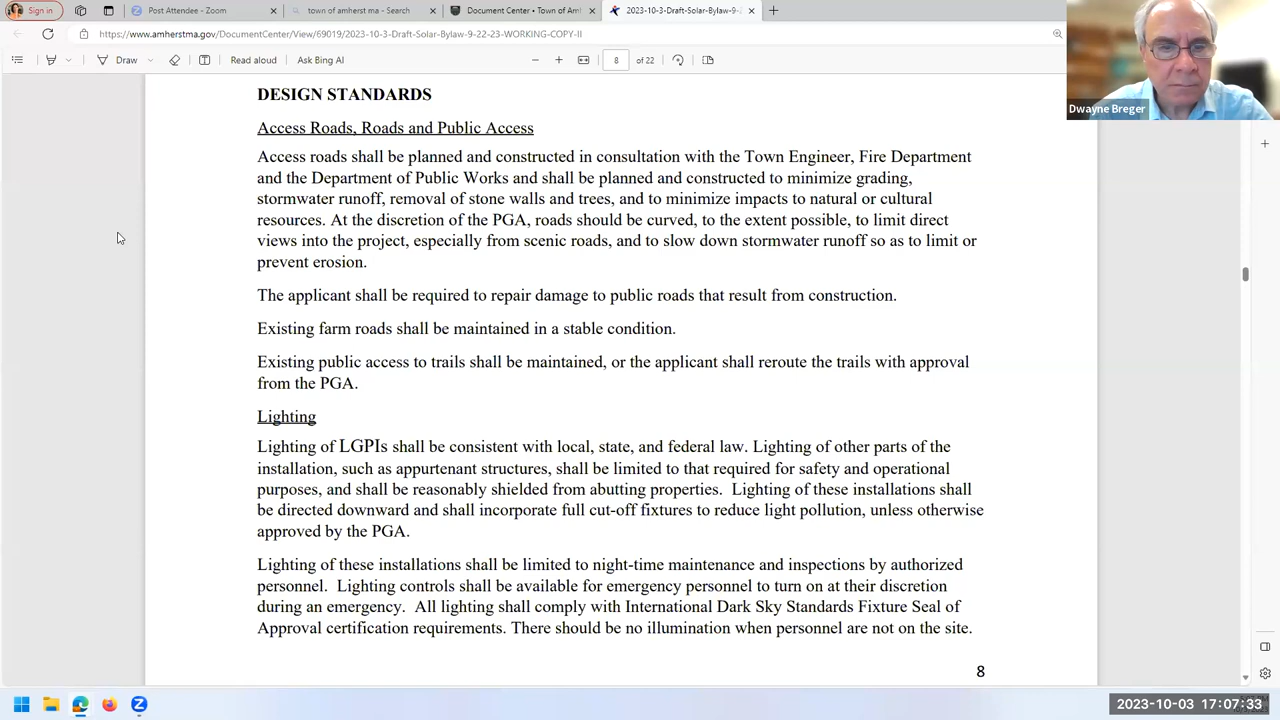 Sign in
Post Attendee - Zoom
town of amherst ma - Search
Document Center • Town of Am
2023-10-3-Draft-Solar-Bylaw-9-2
https://www.amherstma.gov/DocumentCenter/View/69019/2023-10-3-Draft-Solar-Bylaw-9-22-23-WORKING-COPY-II
Draw
Read aloud
Ask Bing AI
8 of 22
Dwayne Breger
DESIGN STANDARDS
Access Roads, Roads and Public Access
Access roads shall be planned and constructed in consultation with the Town Engineer, Fire Department
and the Department of Public Works and shall be planned and constructed to minimize grading,
stormwater runoff, removal of stone walls and trees, and to minimize impacts to natural or cultural
resources. At the discretion of the PGA, roads should be curved, to the extent possible, to limit direct
views into the project, especially from scenic roads, and to slow down stormwater runoff so as to limit or
prevent erosion.
The applicant shall be required to repair damage to public roads that result from construction.
Existing farm roads shall be maintained in a stable condition.
Existing public access to trails shall be maintained, or the applicant shall reroute the trails with approval
from the PGA.
Lighting
Lighting of LGPIs shall be consistent with local, state, and federal law. Lighting of other parts of the
installation, such as appurtenant structures, shall be limited to that required for safety and operational
purposes, and shall be reasonably shielded from abutting properties.  Lighting of these installations shall
be directed downward and shall incorporate full cut-off fixtures to reduce light pollution, unless otherwise
approved by the PGA.
Lighting of these installations shall be limited to night-time maintenance and inspections by authorized
personnel.  Lighting controls shall be available for emergency personnel to turn on at their discretion
during an emergency.  All lighting shall comply with International Dark Sky Standards Fixture Seal of
Approval certification requirements. There should be no illumination when personnel are not on the site.
8
2023-10-03 17:07:33